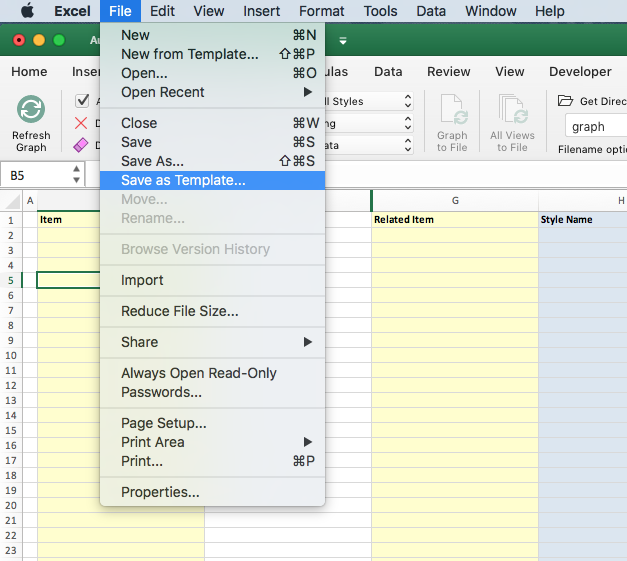 Excel File Edit View Insert Format Tools Data Window Help
Au
Home Inser ulas Data Review View Developer
Refresh
Graph
A
D
D
ll Styles
ng
ata
Graph
to File
All Views
to File
Get Direc
graph
Filename optio
New ⌘N
New from Template... ⇧⌘P
Open... ⌘O
Open Recent ▶
Close ⌘W
Save ⌘S
Save As... ⇧⌘S
Save as Template...
Move...
Rename...
Browse Version History
Import
Reduce File Size...
Share ▶
Always Open Read-Only
Passwords...
Page Setup...
Print Area ▶
Print... ⌘P
Properties...
B5
A G H
1 Item Related Item Style Name
2
3
4
5
6
7
8
9
10
11
12
13
14
15
16
17
18
19
20
21
22
23